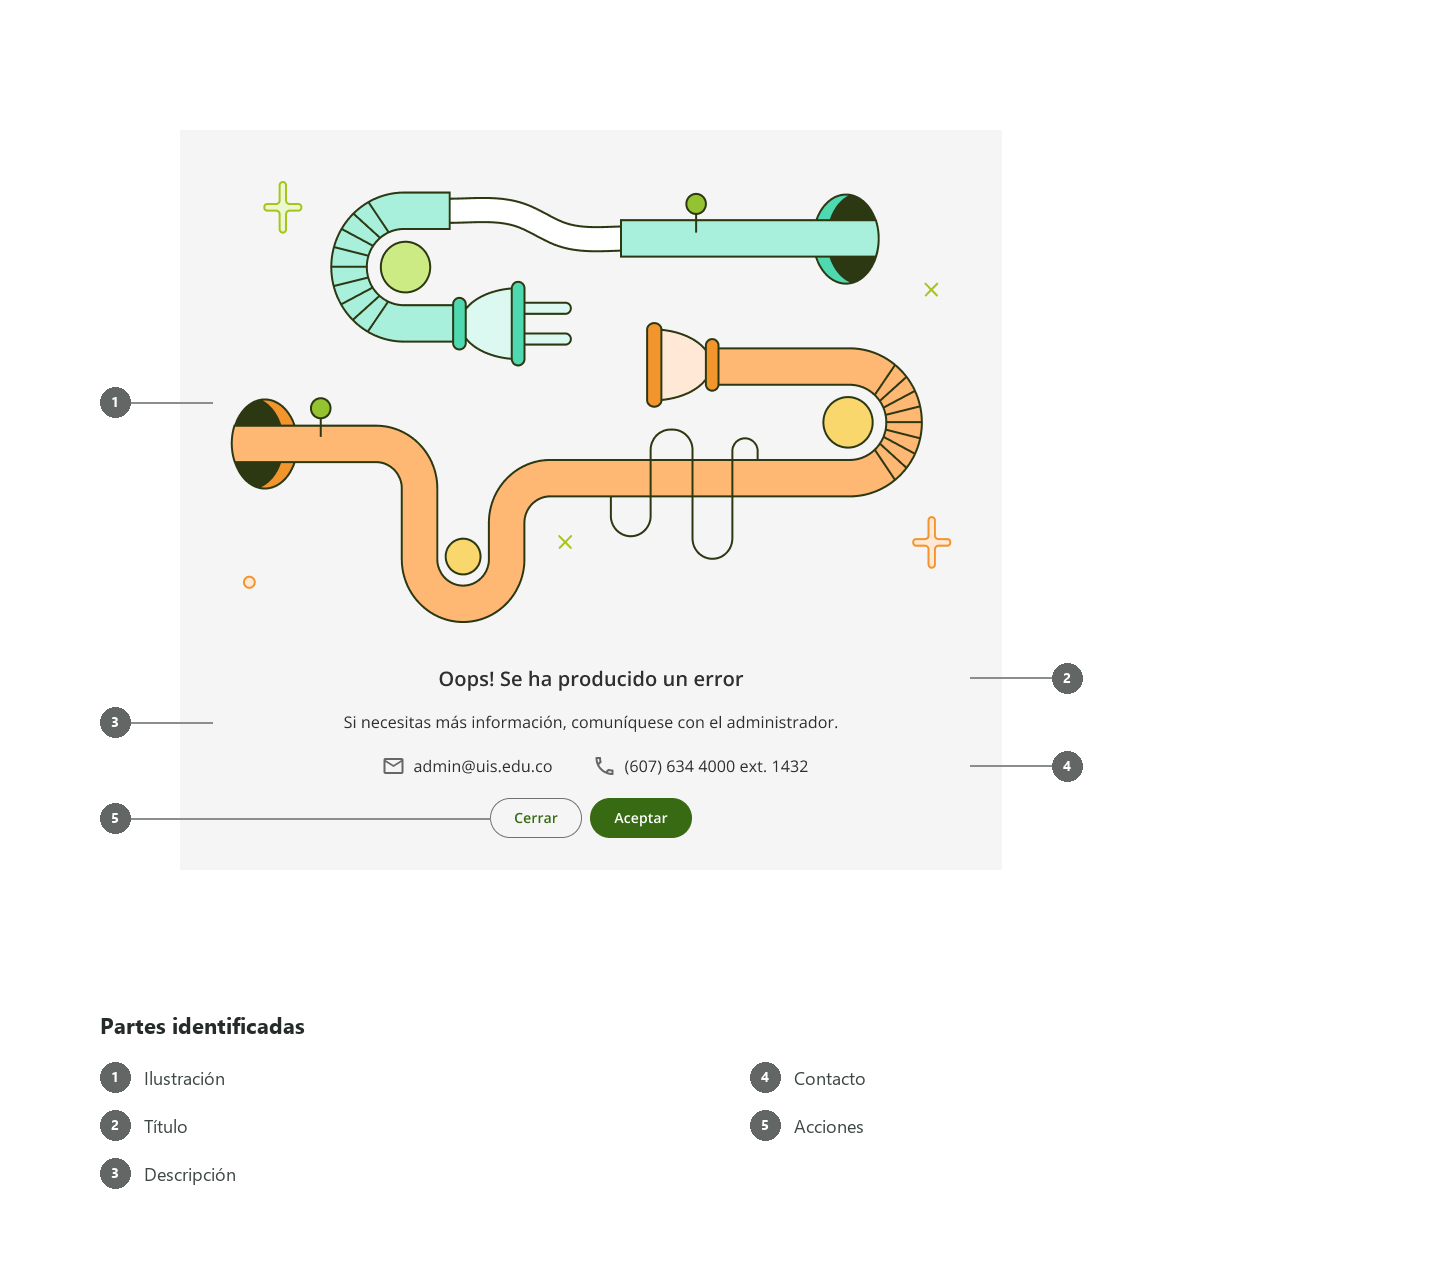 1
Oops! Se ha producido un error
2
3
Si necesitas más información, comuníquese con el administrador.
admin@uis.edu.co (607) 634 4000 ext. 1432
4
5
Cerrar Aceptar
Partes identificadas
1 Ilustración
2 Título
3 Descripción
4 Contacto
5 Acciones